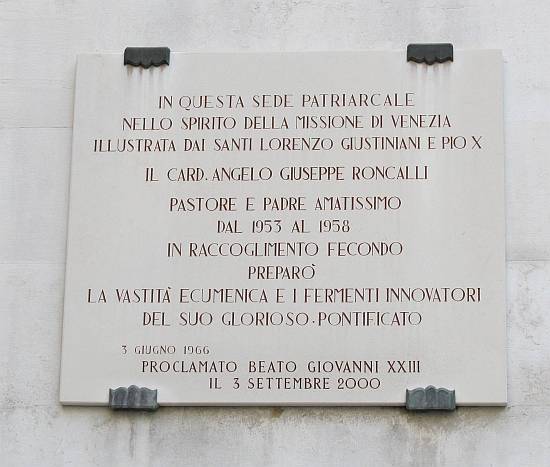 IN QUESTA SEDE PATRIARCALE
NELLO SPIRITO DELLA MISSIONE DI VENEZIA
ILLUSTRATA DAI SANTI LORENZO GIUSTINIANI E PIO X
IL CARD. ANGELO GIUSEPPE RONCALLI
PASTORE E PADRE AMATISSIMO
DAL 1953 AL 1958
IN RACCOGLIMENTO FECONDO
PREPARÒ
LA VASTITÀ ECUMENICA E I FERMENTI INNOVATORI
DEL SUO GLORIOSO . PONTIFICATO
3 GIUGNO 1966
PROCLAMATO BEATO GIOVANNI XXIII
IL 3 SETTEMBRE 2000